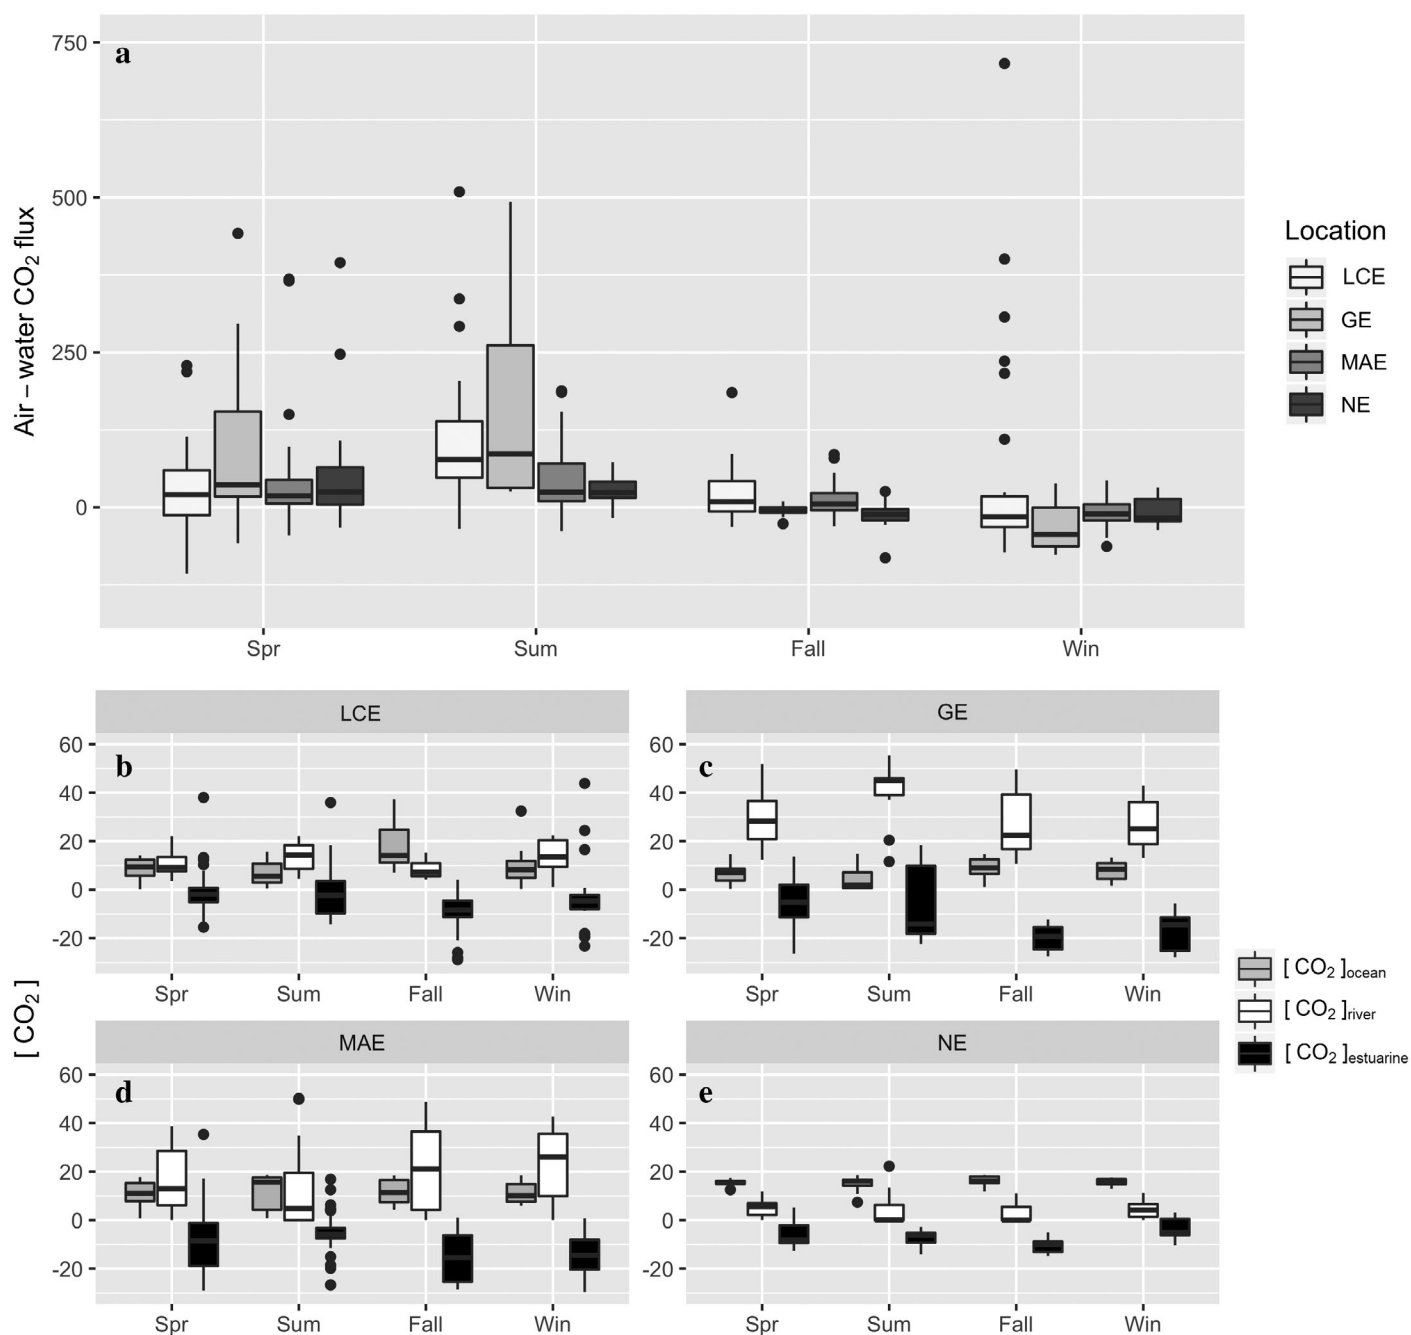 a
750
500
250
0
Air – water CO2 flux
Spr Sum Fall Win
Location
LCE
GE
MAE
NE
[ CO2 ]
LCE
b
60
40
20
0
-20
Spr Sum Fall Win
GE
c
60
40
20
0
-20
Spr Sum Fall Win
MAE
d
60
40
20
0
-20
Spr Sum Fall Win
NE
e
60
40
20
0
-20
Spr Sum Fall Win
[ CO2 ]ocean
[ CO2 ]river
[ CO2 ]estuarine